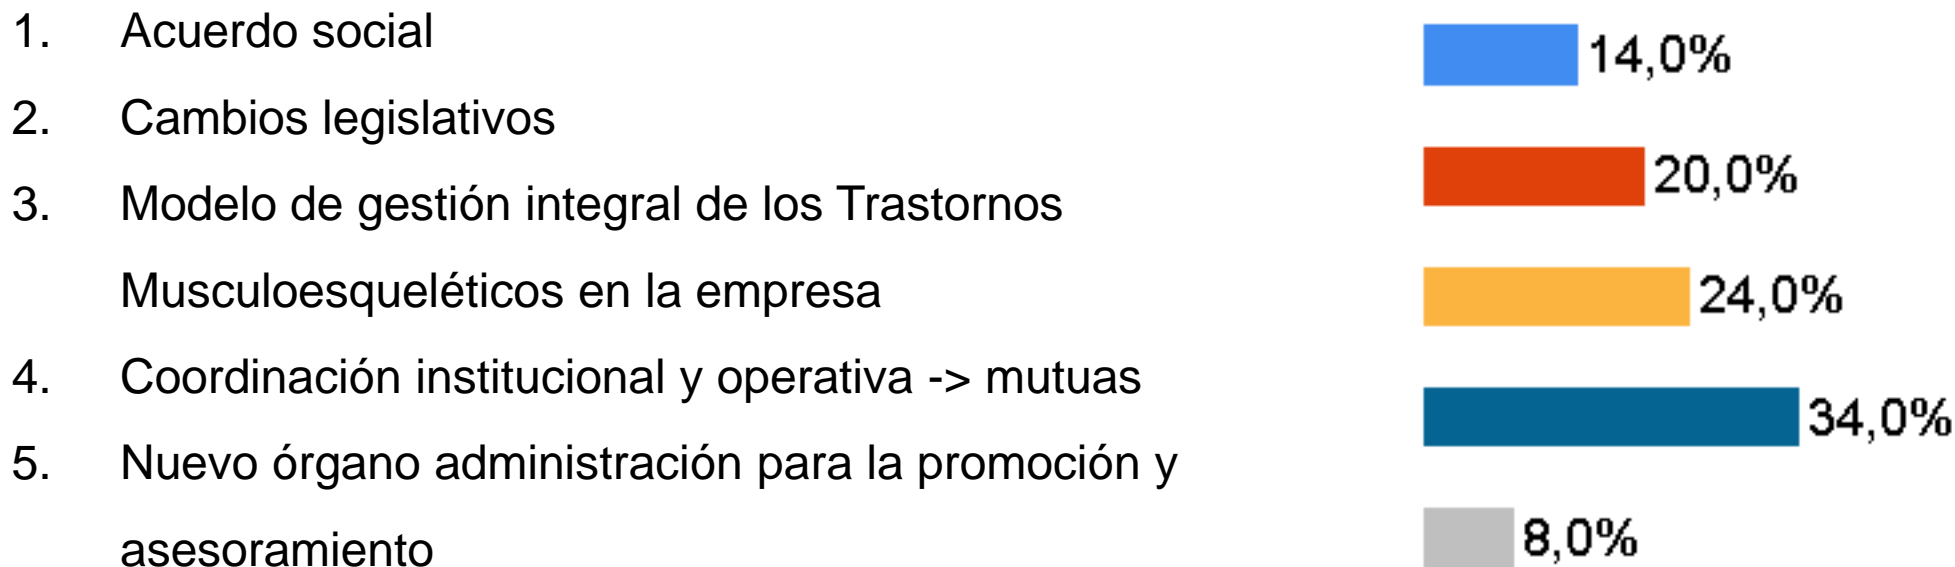 1. Acuerdo social
14,0%
2. Cambios legislativos
20,0%
3. Modelo de gestión integral de los Trastornos
Musculoesqueléticos en la empresa
24,0%
4. Coordinación institucional y operativa -> mutuas
34,0%
5. Nuevo órgano administración para la promoción y
asesoramiento
8,0%